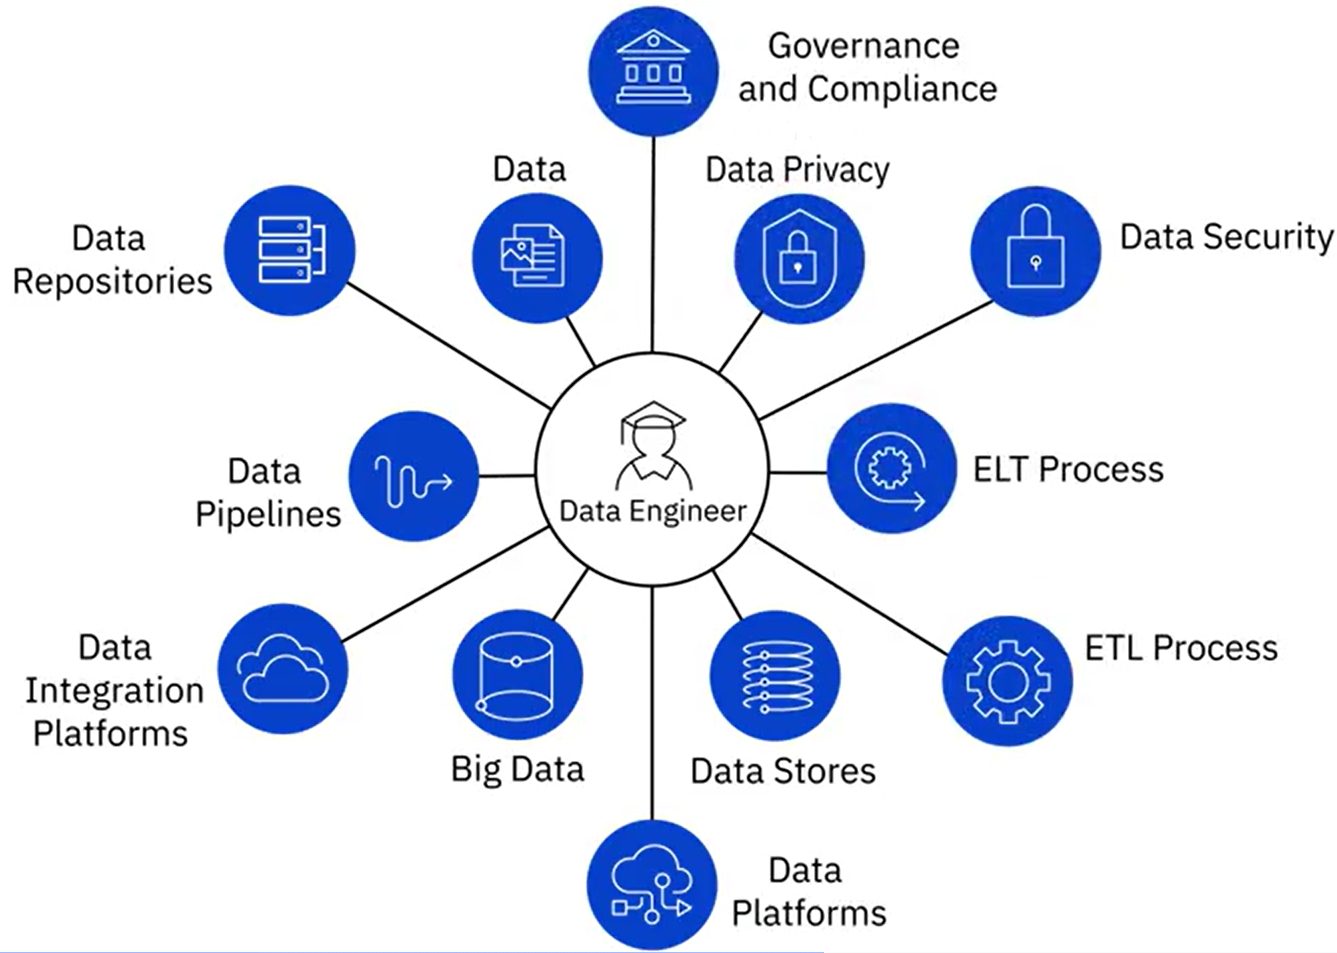 Governance
and Compliance
Data
Data Privacy
Data
Repositories
Data Security
Data
Pipelines
Data Engineer
ELT Process
Data
Integration
Platforms
ETL Process
Big Data
Data Stores
Data
Platforms